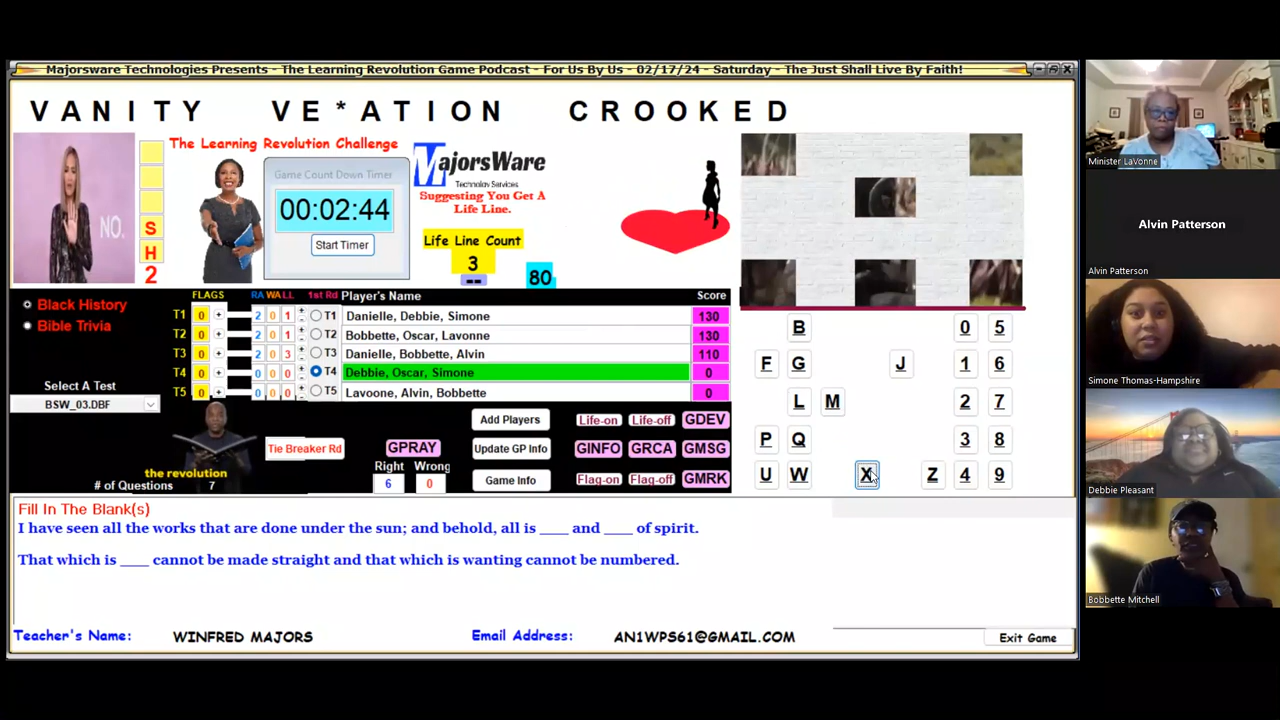 Majorsware Technologies Presents - The Learning Revolution Game Podcast - For Us By Us - 02/17/24 - Saturday - The Just Shall Live By Faith!
VANITY VE*ATION CROOKED
The Learning Revolution Challenge
NO.
S
H
2
Game Count Down Timer
00:02:44
Start Timer
MajorsWare
Technology Services
Suggesting You Get A
Life Line.
Life Line Count
3
--
80
Black History
Bible Trivia
FLAGS RA WA LL 1st Rd Player's Name Score
T1 0 + 2 0 1 T1 Danielle, Debbie, Simone 130
T2 0 + 2 0 1 T2 Bobbette, Oscar, Lavonne 130
T3 0 + 2 0 3 T3 Danielle, Bobbette, Alvin 110
T4 0 + 0 0 0 T4 Debbie, Oscar, Simone 0
T5 0 + 0 0 0 T5 Lavoone, Alvin, Bobbette 0
Select A Test
BSW_03.DBF
the revolution
# of Questions 7
Tie Breaker Rd
GPRAY
Right Wrong
6 0
Add Players Life-on Life-off GDEV
Update GP Info GINFO GRCA GMSG
Game Info Flag-on Flag-off GMRK
B 0 5
F G J 1 6
L M 2 7
P Q 3 8
U W X Z 4 9
Fill In The Blank(s)
I have seen all the works that are done under the sun; and behold, all is ____ and ____ of spirit.
That which is ____ cannot be made straight and that which is wanting cannot be numbered.
Teacher's Name: WINFRED MAJORS Email Address: AN1WPS61@GMAIL.COM
Exit Game
Minister LaVonne
Alvin Patterson
Alvin Patterson
Simone Thomas-Hampshire
Debbie Pleasant
Bobbette Mitchell